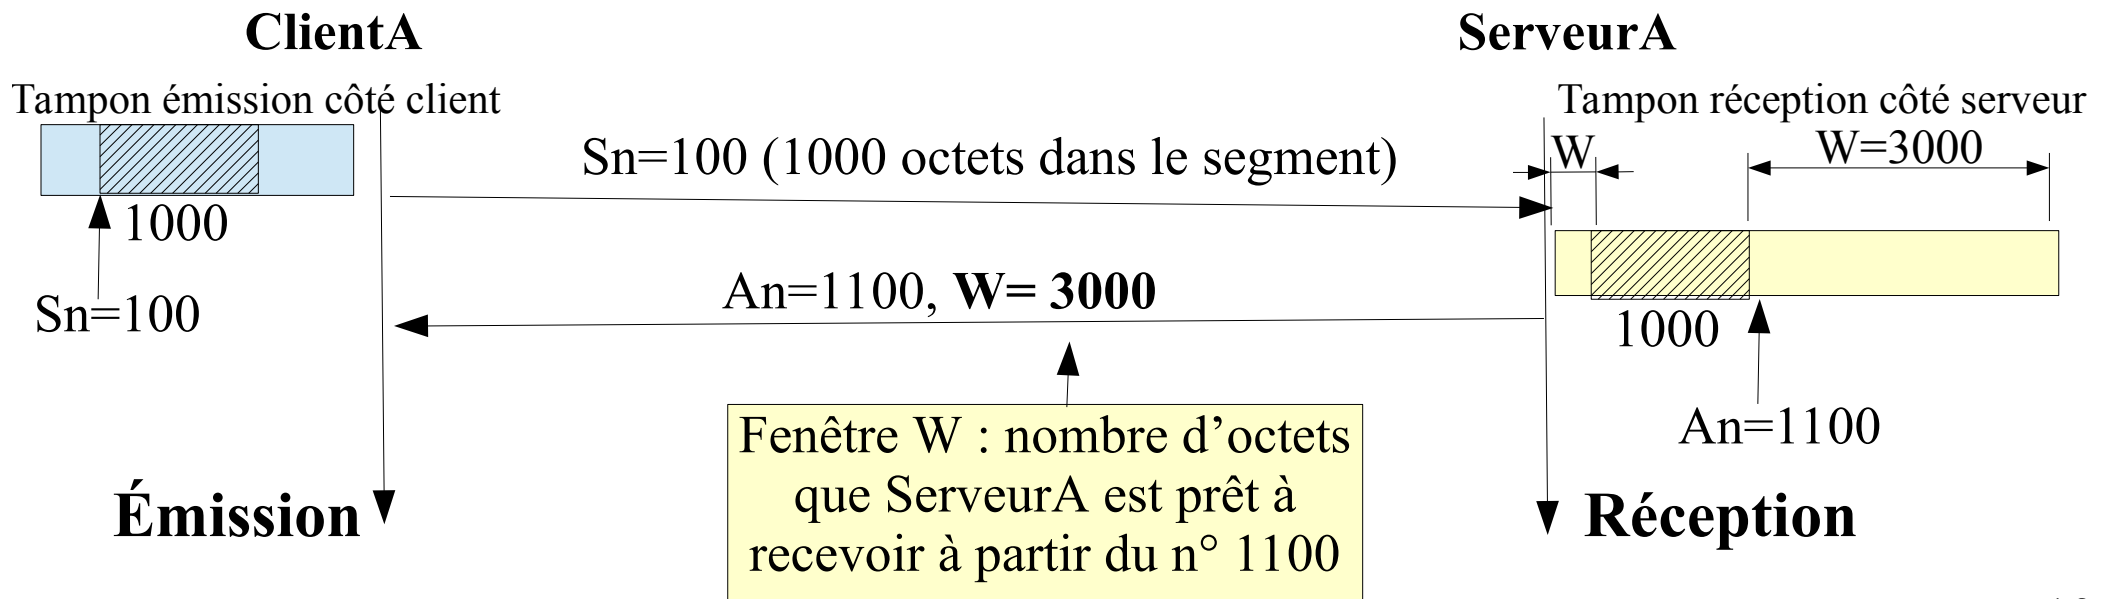 ClientA
ServeurA
Tampon émission côté client
Tampon réception côté serveur
Sn=100 (1000 octets dans le segment)
W
W=3000
1000
Sn=100
An=1100, W= 3000
1000
An=1100
Fenêtre W : nombre d’octets
que ServeurA est prêt à
recevoir à partir du n° 1100
Émission
Réception